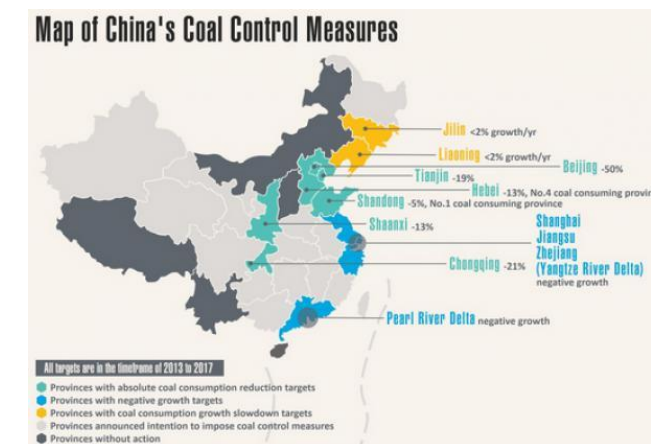 Map of China's Coal Control Measures
Jilin <2% growth/yr
Liaoning <2% growth/yr
Beijing -50%
Tianjin -19%
Hebei -13%, No.4 coal consuming provin
Shandong -5%, No.1 coal consuming province
Shaanxi -13%
Shanghai
Jiangsu
Zhejiang
(Yangtze River Delta)
negative growth
Chongqing -21%
Pearl River Delta negative growth
All targets are in the timeframe of 2013 to 2017
Provinces with absolute coal consumption reduction targets
Provinces with negative growth targets
Provinces with coal consumption growth slowdown targets
Provinces announced intention to impose coal control measures
Provinces without action